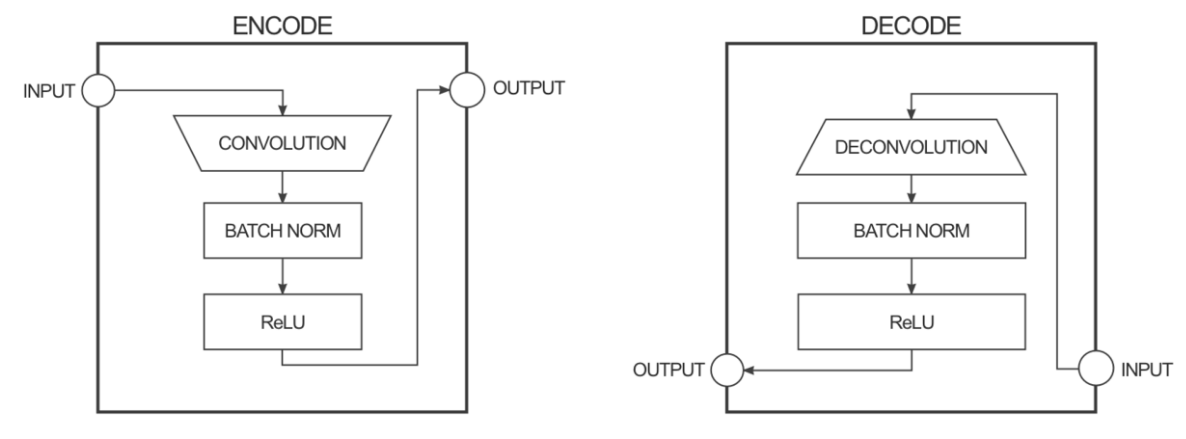 ENCODE
INPUT
OUTPUT
CONVOLUTION
BATCH NORM
ReLU
DECODE
DECONVOLUTION
BATCH NORM
ReLU
OUTPUT
INPUT